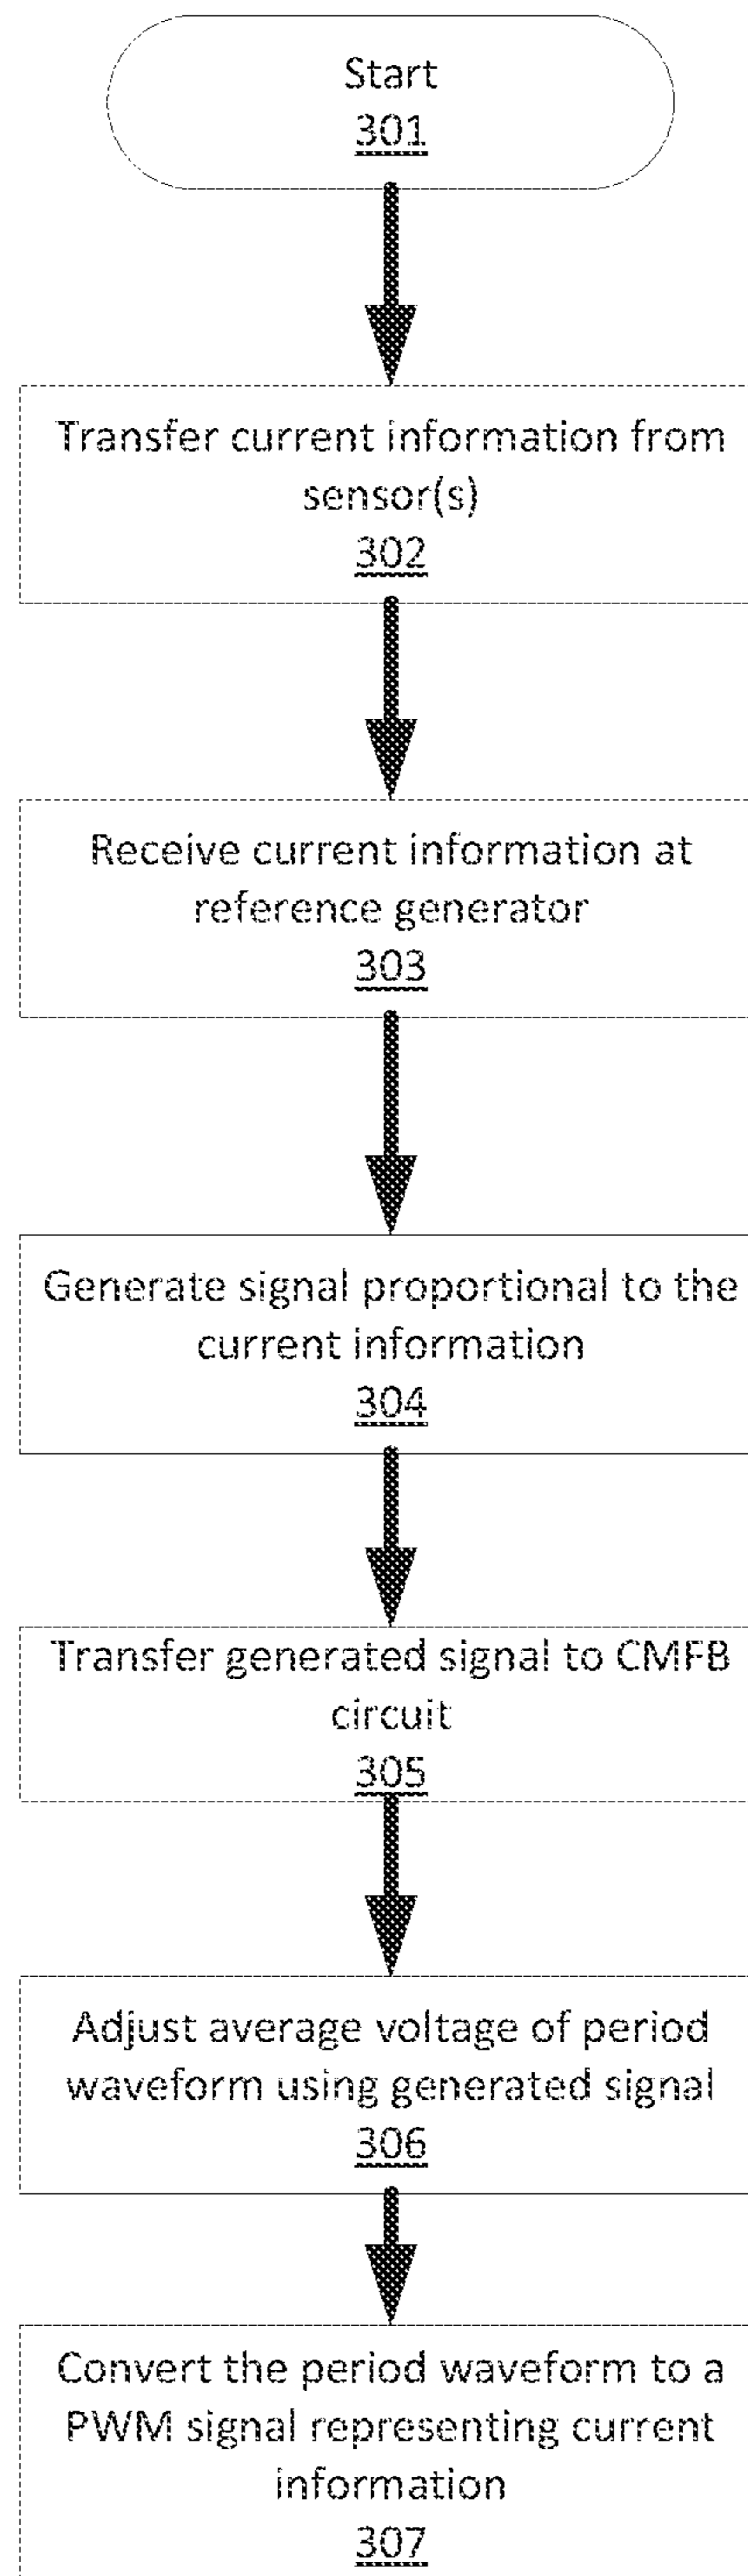 Start
301
Transfer current information from
sensor(s)
302
Receive current information at
reference generator
303
Generate signal proportional to the
current information
304
Transfer generated signal to CMFB
circuit
305
Adjust average voltage of period
waveform using generated signal
306
Convert the period waveform to a
PWM signal representing current
information
307